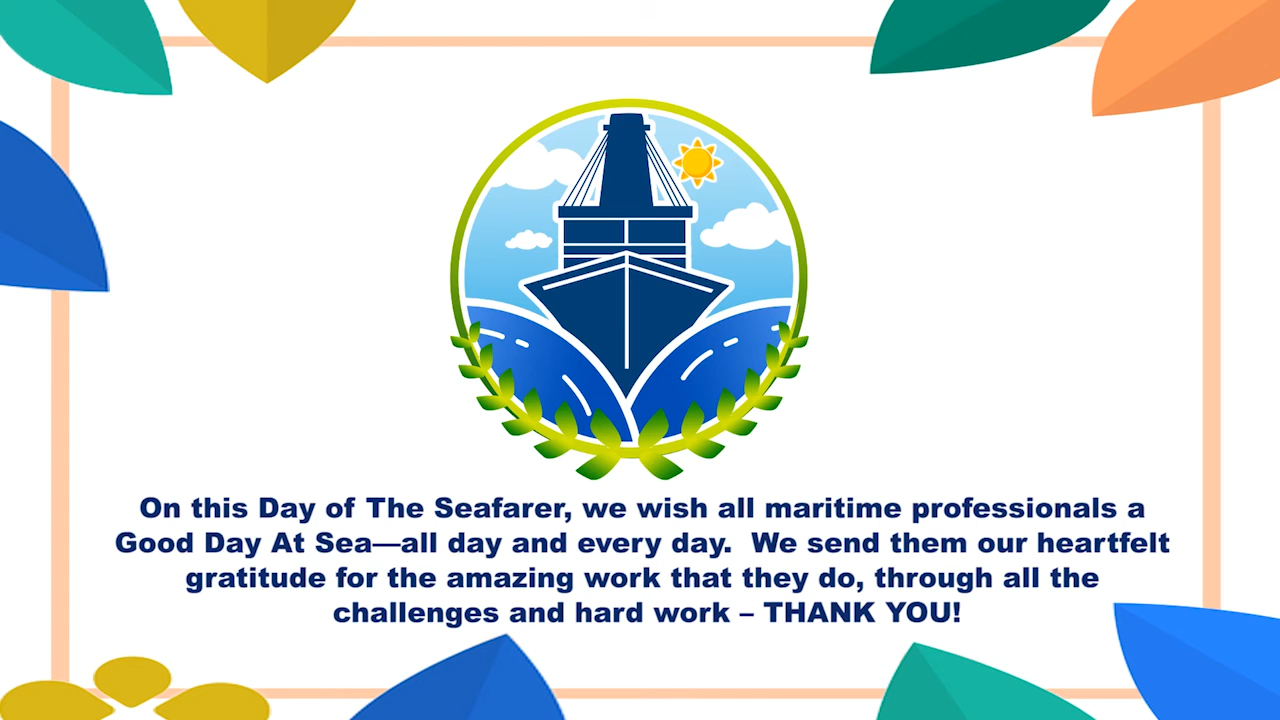 On this Day of The Seafarer, we wish all maritime professionals a
Good Day At Sea—all day and every day.  We send them our heartfelt
gratitude for the amazing work that they do, through all the
challenges and hard work – THANK YOU!